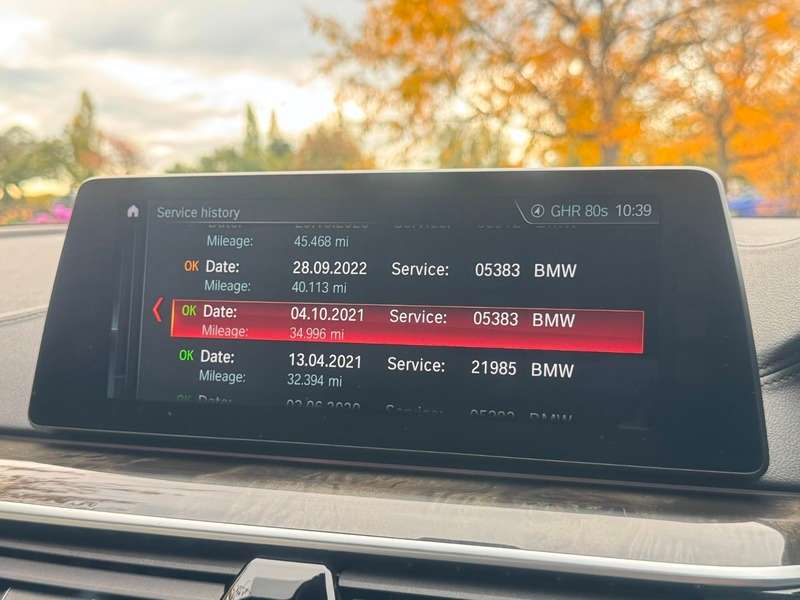 Service history
GHR 80s 10:39
Mileage: 45.468 mi
OK Date: 28.09.2022 Service: 05383 BMW
Mileage: 40.113 mi
OK Date: 04.10.2021 Service: 05383 BMW
Mileage: 34.996 mi
OK Date: 13.04.2021 Service: 21985 BMW
Mileage: 32.394 mi